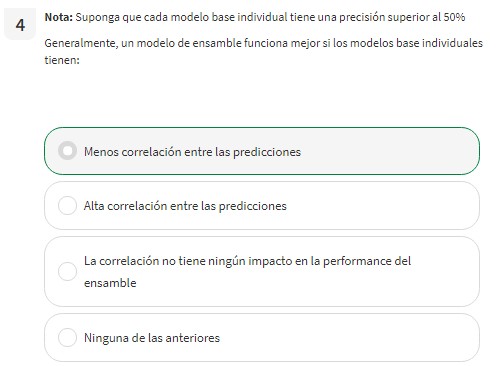 4
Nota: Suponga que cada modelo base individual tiene una precisión superior al 50%
Generalmente, un modelo de ensamble funciona mejor si los modelos base individuales
tienen:
Menos correlación entre las predicciones
Alta correlación entre las predicciones
La correlación no tiene ningún impacto en la performance del
ensamble
Ninguna de las anteriores